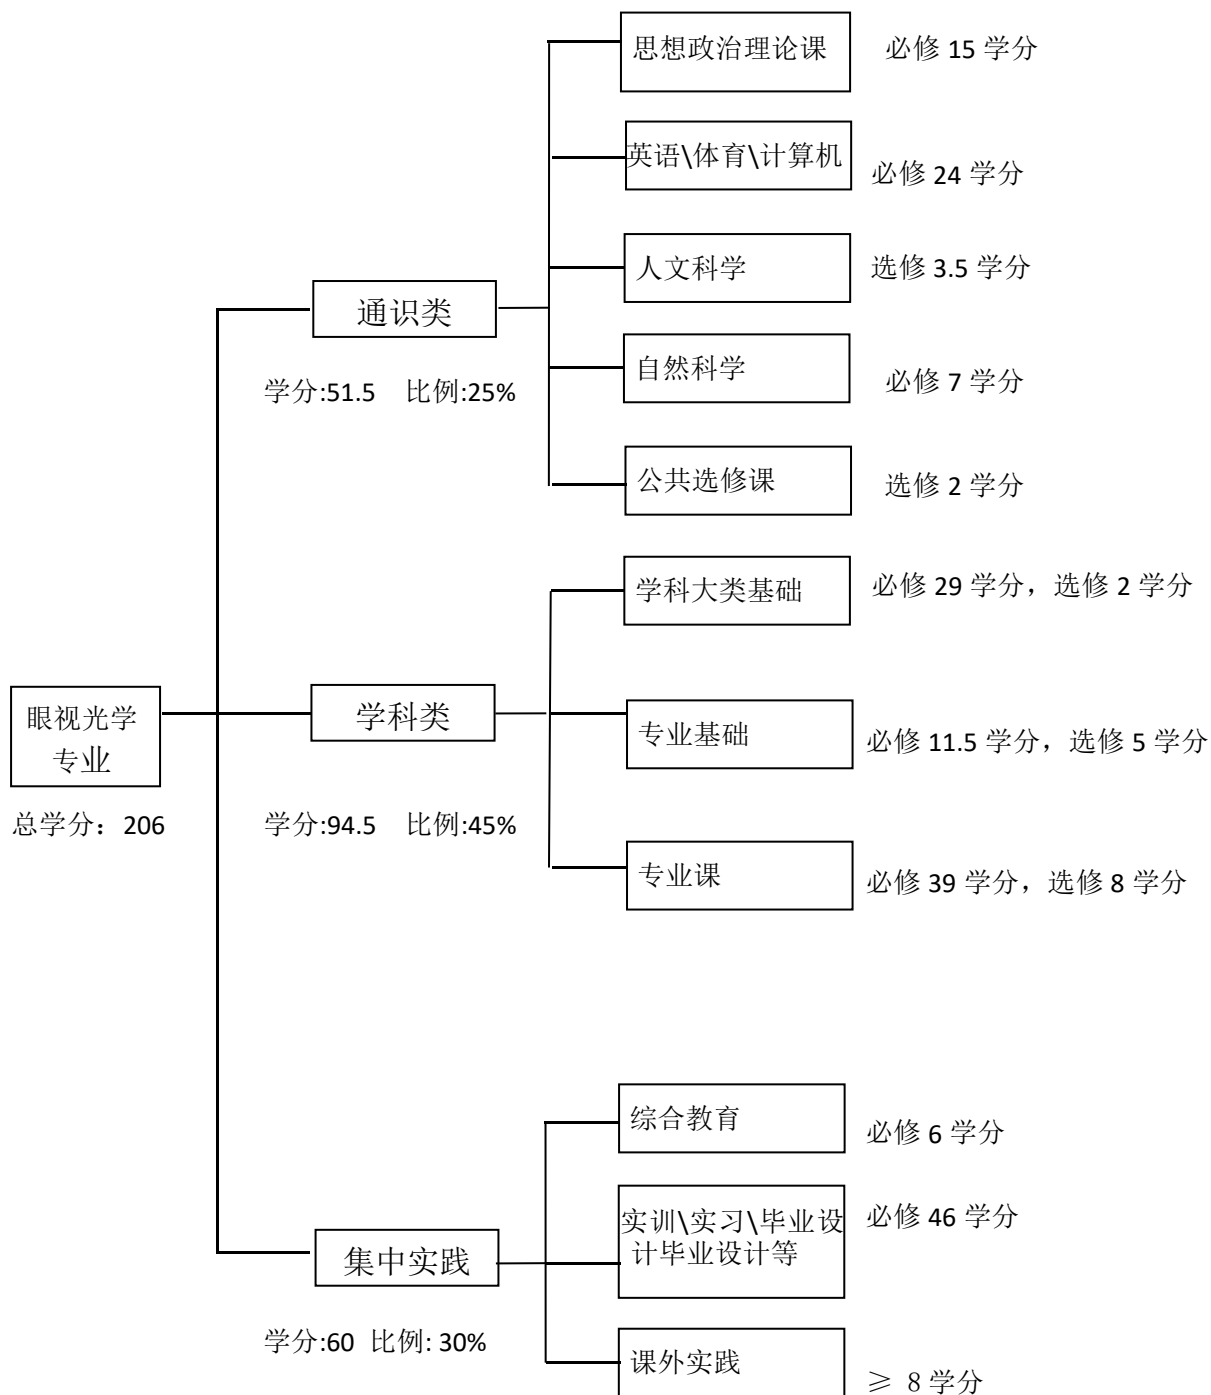 思想政治理论课 必修 15 学分
英语\体育\计算机 必修 24 学分
人文科学 选修 3.5 学分
通识类
自然科学 必修 7 学分
学分:51.5 比例:25%
公共选修课 选修 2 学分
学科大类基础 必修 29 学分，选修 2 学分
眼视光学
专业
学科类
专业基础 必修 11.5 学分，选修 5 学分
总学分：206
学分:94.5 比例:45%
专业课 必修 39 学分，选修 8 学分
综合教育 必修 6 学分
实训\实习\毕业设
计毕业设计等
必修 46 学分
集中实践
学分:60 比例: 30%
课外实践 ≥ 8 学分